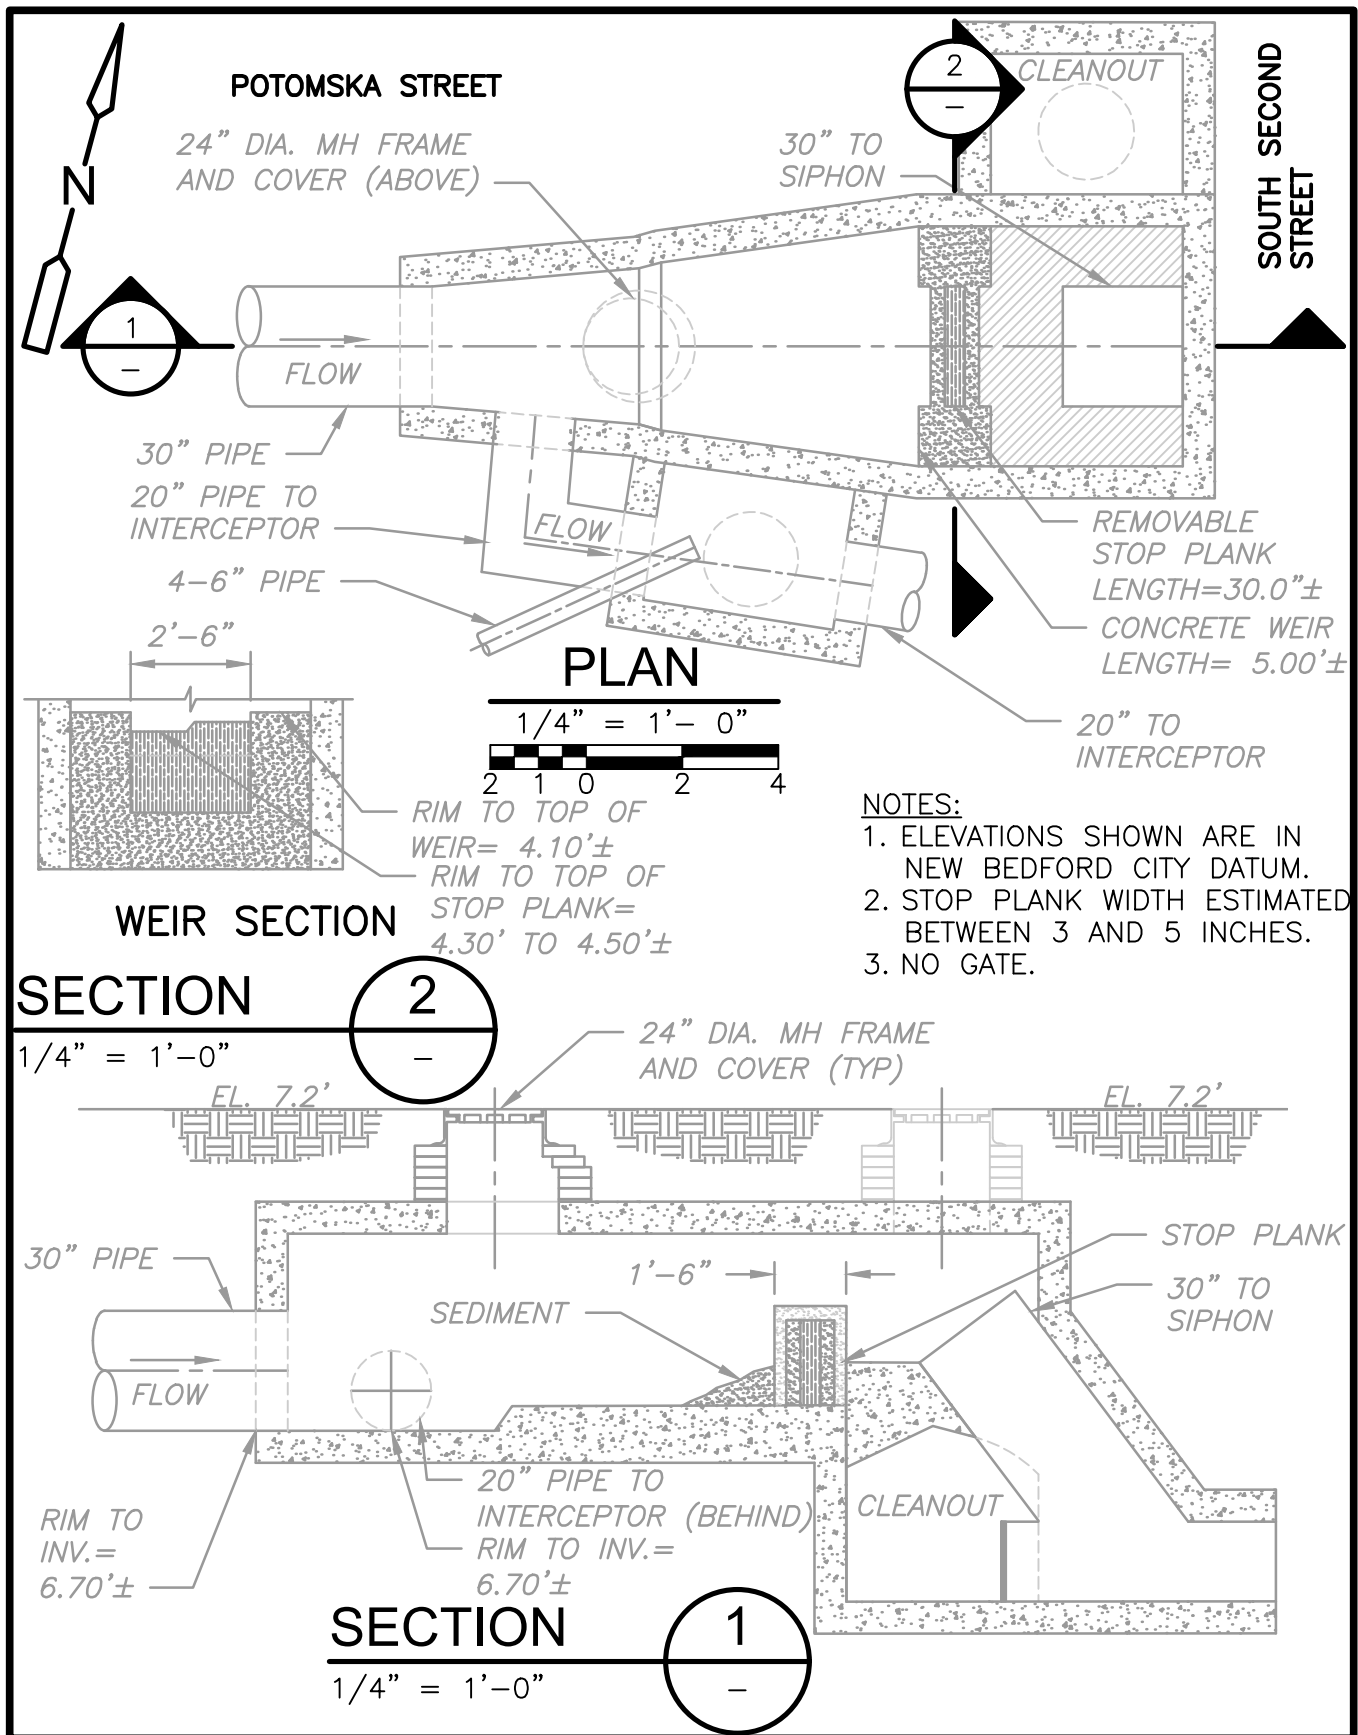 POTOMSKA STREET
24" DIA. MH FRAME
AND COVER (ABOVE)
30" TO
SIPHON
2
–
CLEANOUT
SOUTH SECOND
STREET
N
1
–
FLOW
30" PIPE
20" PIPE TO
INTERCEPTOR
FLOW
4-6" PIPE
REMOVABLE
STOP PLANK
LENGTH=30.0"±
CONCRETE WEIR
LENGTH= 5.00'±
20" TO
INTERCEPTOR
PLAN
1/4" = 1'- 0"
2 1 0 2 4
2'-6"
RIM TO TOP OF
WEIR= 4.10'±
RIM TO TOP OF
STOP PLANK=
4.30' TO 4.50'±
WEIR SECTION
NOTES:
1. ELEVATIONS SHOWN ARE IN
NEW BEDFORD CITY DATUM.
2. STOP PLANK WIDTH ESTIMATED
BETWEEN 3 AND 5 INCHES.
3. NO GATE.
SECTION
2
–
1/4" = 1'-0"
24" DIA. MH FRAME
AND COVER (TYP)
EL. 7.2'
EL. 7.2'
30" PIPE
1'-6"
STOP PLANK
30" TO
SIPHON
SEDIMENT
FLOW
20" PIPE TO
INTERCEPTOR (BEHIND)
RIM TO INV.=
6.70'±
CLEANOUT
RIM TO
INV.=
6.70'±
SECTION
1
–
1/4" = 1'-0"